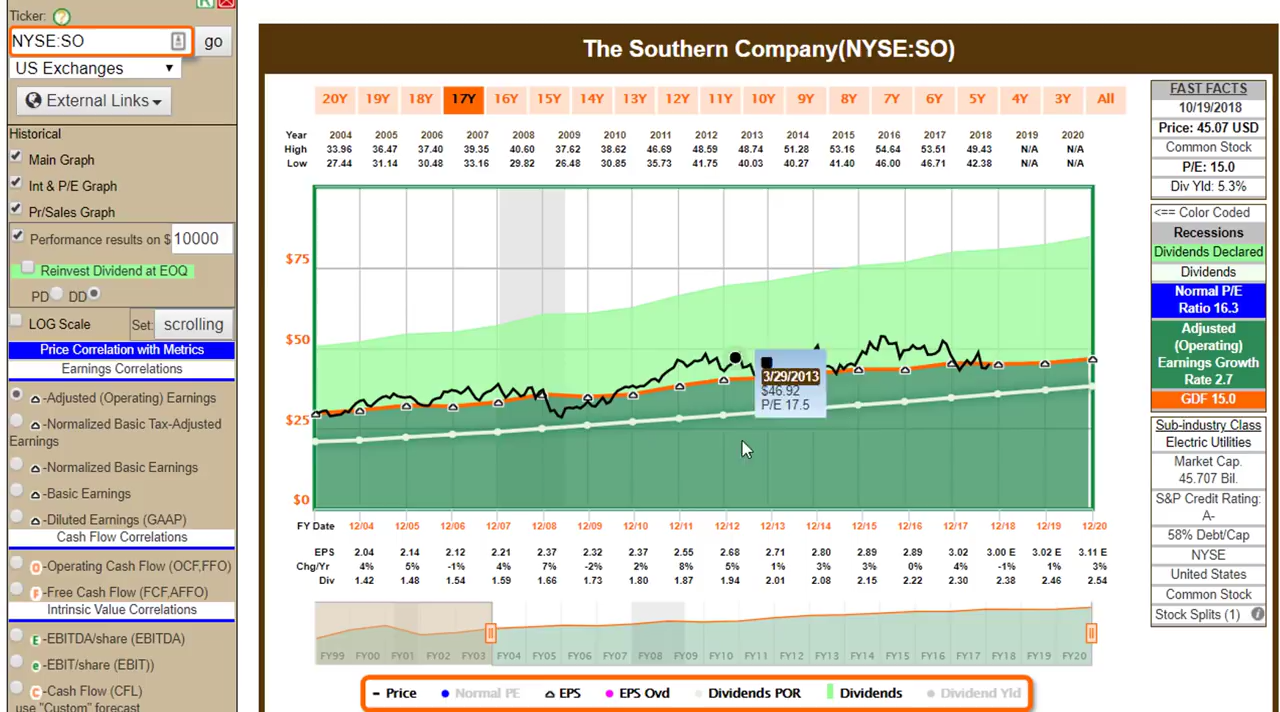 Ticker: ?
NYSE:SO go
US Exchanges
External Links
Historical
Main Graph
Int & P/E Graph
Pr/Sales Graph
Performance results on $ 10000
Reinvest Dividend at EOQ
PD DD
LOG Scale Set: scrolling
Price Correlation with Metrics
Earnings Correlations
-Adjusted (Operating) Earnings
-Normalized Basic Tax-Adjusted
Earnings
-Normalized Basic Earnings
-Basic Earnings
-Diluted Earnings (GAAP)
Cash Flow Correlations
O-Operating Cash Flow (OCF,FFO)
F-Free Cash Flow (FCF,AFFO)
Intrinsic Value Correlations
E-EBITDA/share (EBITDA)
e-EBIT/share (EBIT))
C-Cash Flow (CFL)
use "Custom" forecast
The Southern Company(NYSE:SO)
20Y 19Y 18Y 17Y 16Y 15Y 14Y 13Y 12Y 11Y 10Y 9Y 8Y 7Y 6Y 5Y 4Y 3Y All
Year 2004 2005 2006 2007 2008 2009 2010 2011 2012 2013 2014 2015 2016 2017 2018 2019 2020
High 33.96 36.47 37.40 39.35 40.60 37.62 38.62 46.69 48.59 48.74 51.28 53.16 54.64 53.51 49.43 N/A N/A
Low 27.44 31.14 30.48 33.16 29.82 26.48 30.85 35.73 41.75 40.03 40.27 41.40 46.00 46.71 42.38 N/A N/A
$75
$50
$25
$0
3/29/2013
$46.92
P/E 17.5
FY Date 12/04 12/05 12/06 12/07 12/08 12/09 12/10 12/11 12/12 12/13 12/14 12/15 12/16 12/17 12/18 12/19 12/20
EPS 2.04 2.14 2.12 2.21 2.37 2.32 2.37 2.55 2.68 2.71 2.80 2.89 2.89 3.02 3.00 E 3.02 E 3.11 E
Chg/Yr 4% 5% -1% 4% 7% -2% 2% 8% 5% 1% 3% 3% 0% 4% -1% 1% 3%
Div 1.42 1.48 1.54 1.59 1.66 1.73 1.80 1.87 1.94 2.01 2.08 2.15 2.22 2.30 2.38 2.46 2.54
FY99 FY00 FY01 FY02 FY03 FY04 FY05 FY06 FY07 FY08 FY09 FY10 FY11 FY12 FY13 FY14 FY15 FY16 FY17 FY18 FY19 FY20
Price Normal PE EPS EPS Ovd Dividends POR Dividends Dividend Yld
FAST FACTS
10/19/2018
Price: 45.07 USD
Common Stock
P/E: 15.0
Div Yld: 5.3%
<== Color Coded
Recessions
Dividends Declared
Dividends
Normal P/E
Ratio 16.3
Adjusted
(Operating)
Earnings Growth
Rate 2.7
GDF 15.0
Sub-industry Class
Electric Utilities
Market Cap.
45.707 Bil.
S&P Credit Rating:
A-
58% Debt/Cap
NYSE
United States
Common Stock
Stock Splits (1) i